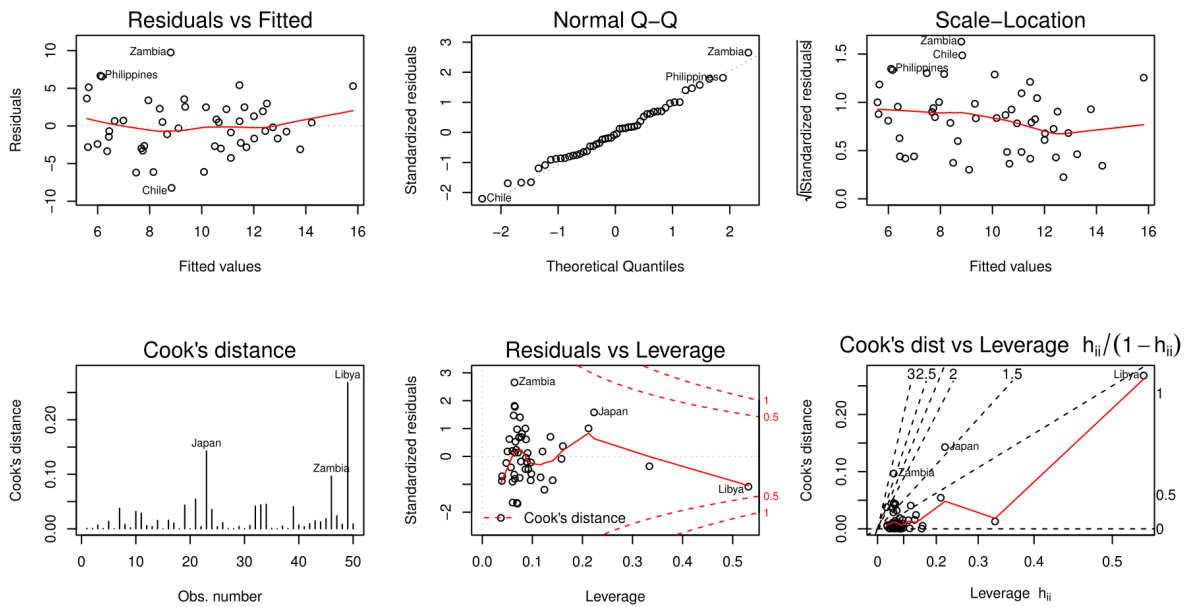 Residuals vs Fitted
10
5
0
−5
−10
Residuals
Zambia
Philippines
Chile
6 8 10 12 14 16
Fitted values
Normal Q−Q
3
2
1
0
−1
−2
Standardized residuals
Zambia
Philippines
Chile
−2 −1 0 1 2
Theoretical Quantiles
Scale−Location
1.5
1.0
0.5
0.0
√|Standardized residuals|
Zambia
Chile
Philippines
6 8 10 12 14 16
Fitted values
Cook's distance
0.20
0.10
0.00
Cook's distance
Libya
Japan
Zambia
0 10 20 30 40 50
Obs. number
Residuals vs Leverage
3
2
1
0
−2
Standardized residuals
Zambia
Japan
Libya
1
0.5
0.5
1
Cook's distance
0.0 0.1 0.2 0.3 0.4 0.5
Leverage
Cook's dist vs Leverage hii/(1−hii)
0.20
0.10
0.00
Cook's distance
3 2.5 2 1.5
Libya
1
Japan
Zambia
0.5
0
0 0.1 0.2 0.3 0.5
Leverage hii